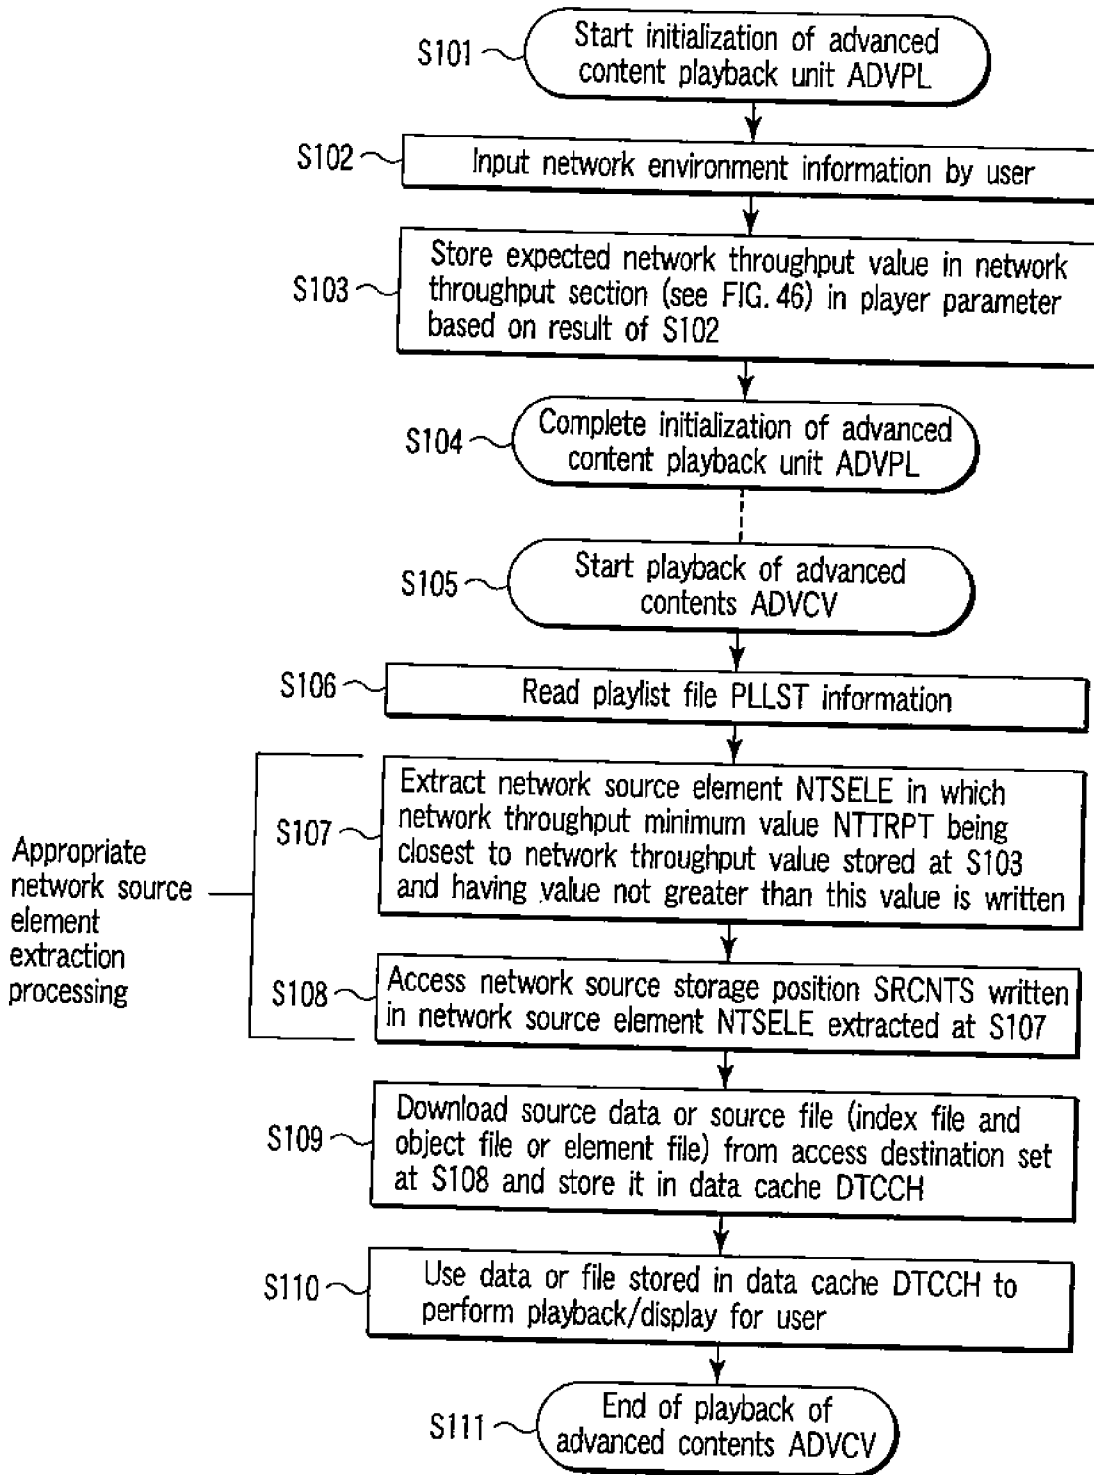 S101
Start initialization of advanced
content playback unit ADVPL
S102
Input network environment information by user
S103
Store expected network throughput value in network
throughput section (see FIG. 46) in player parameter
based on result of S102
S104
Complete initialization of advanced
content playback unit ADVPL
S105
Start playback of advanced
contents ADVCV
S106
Read playlist file PLLST information
Appropriate
network source
element
extraction
processing
S107
Extract network source element NTSELE in which
network throughput minimum value NTTRPT being
closest to network throughput value stored at S103
and having value not greater than this value is written
S108
Access network source storage position SRCNTS written
in network source element NTSELE extracted at S107
S109
Download source data or source file (index file and
object file or element file) from access destination set
at S108 and store it in data cache DTCCH
S110
Use data or file stored in data cache DTCCH to
perform playback/display for user
S111
End of playback of
advanced contents ADVCV